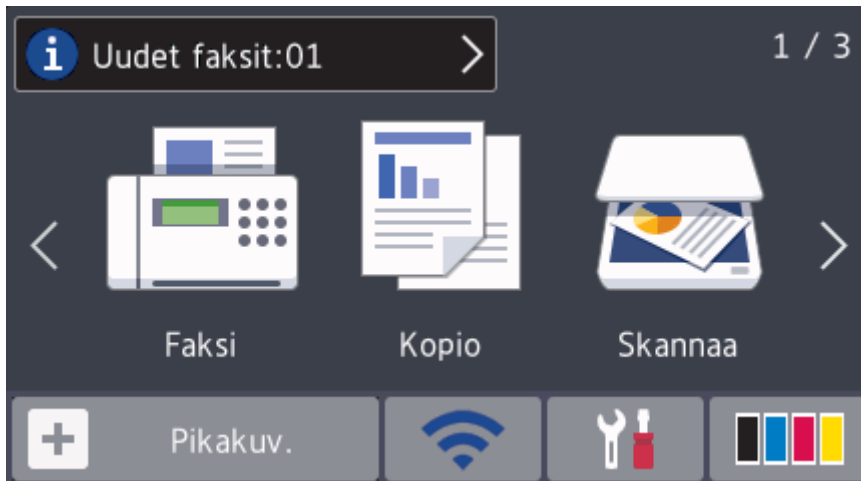 i Uudet faksit:01
1 / 3
Faksi
Kopio
Skannaa
Pikakuv.